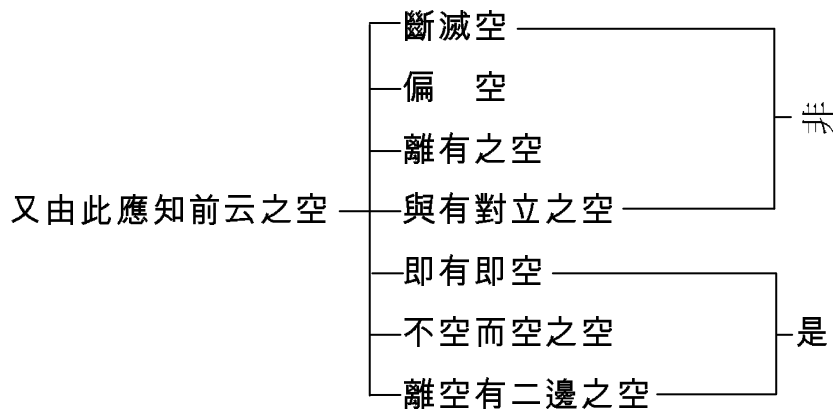 又由此應知前云之空
斷滅空
偏　空
離有之空
與有對立之空
非
即有即空
不空而空之空
離空有二邊之空
是